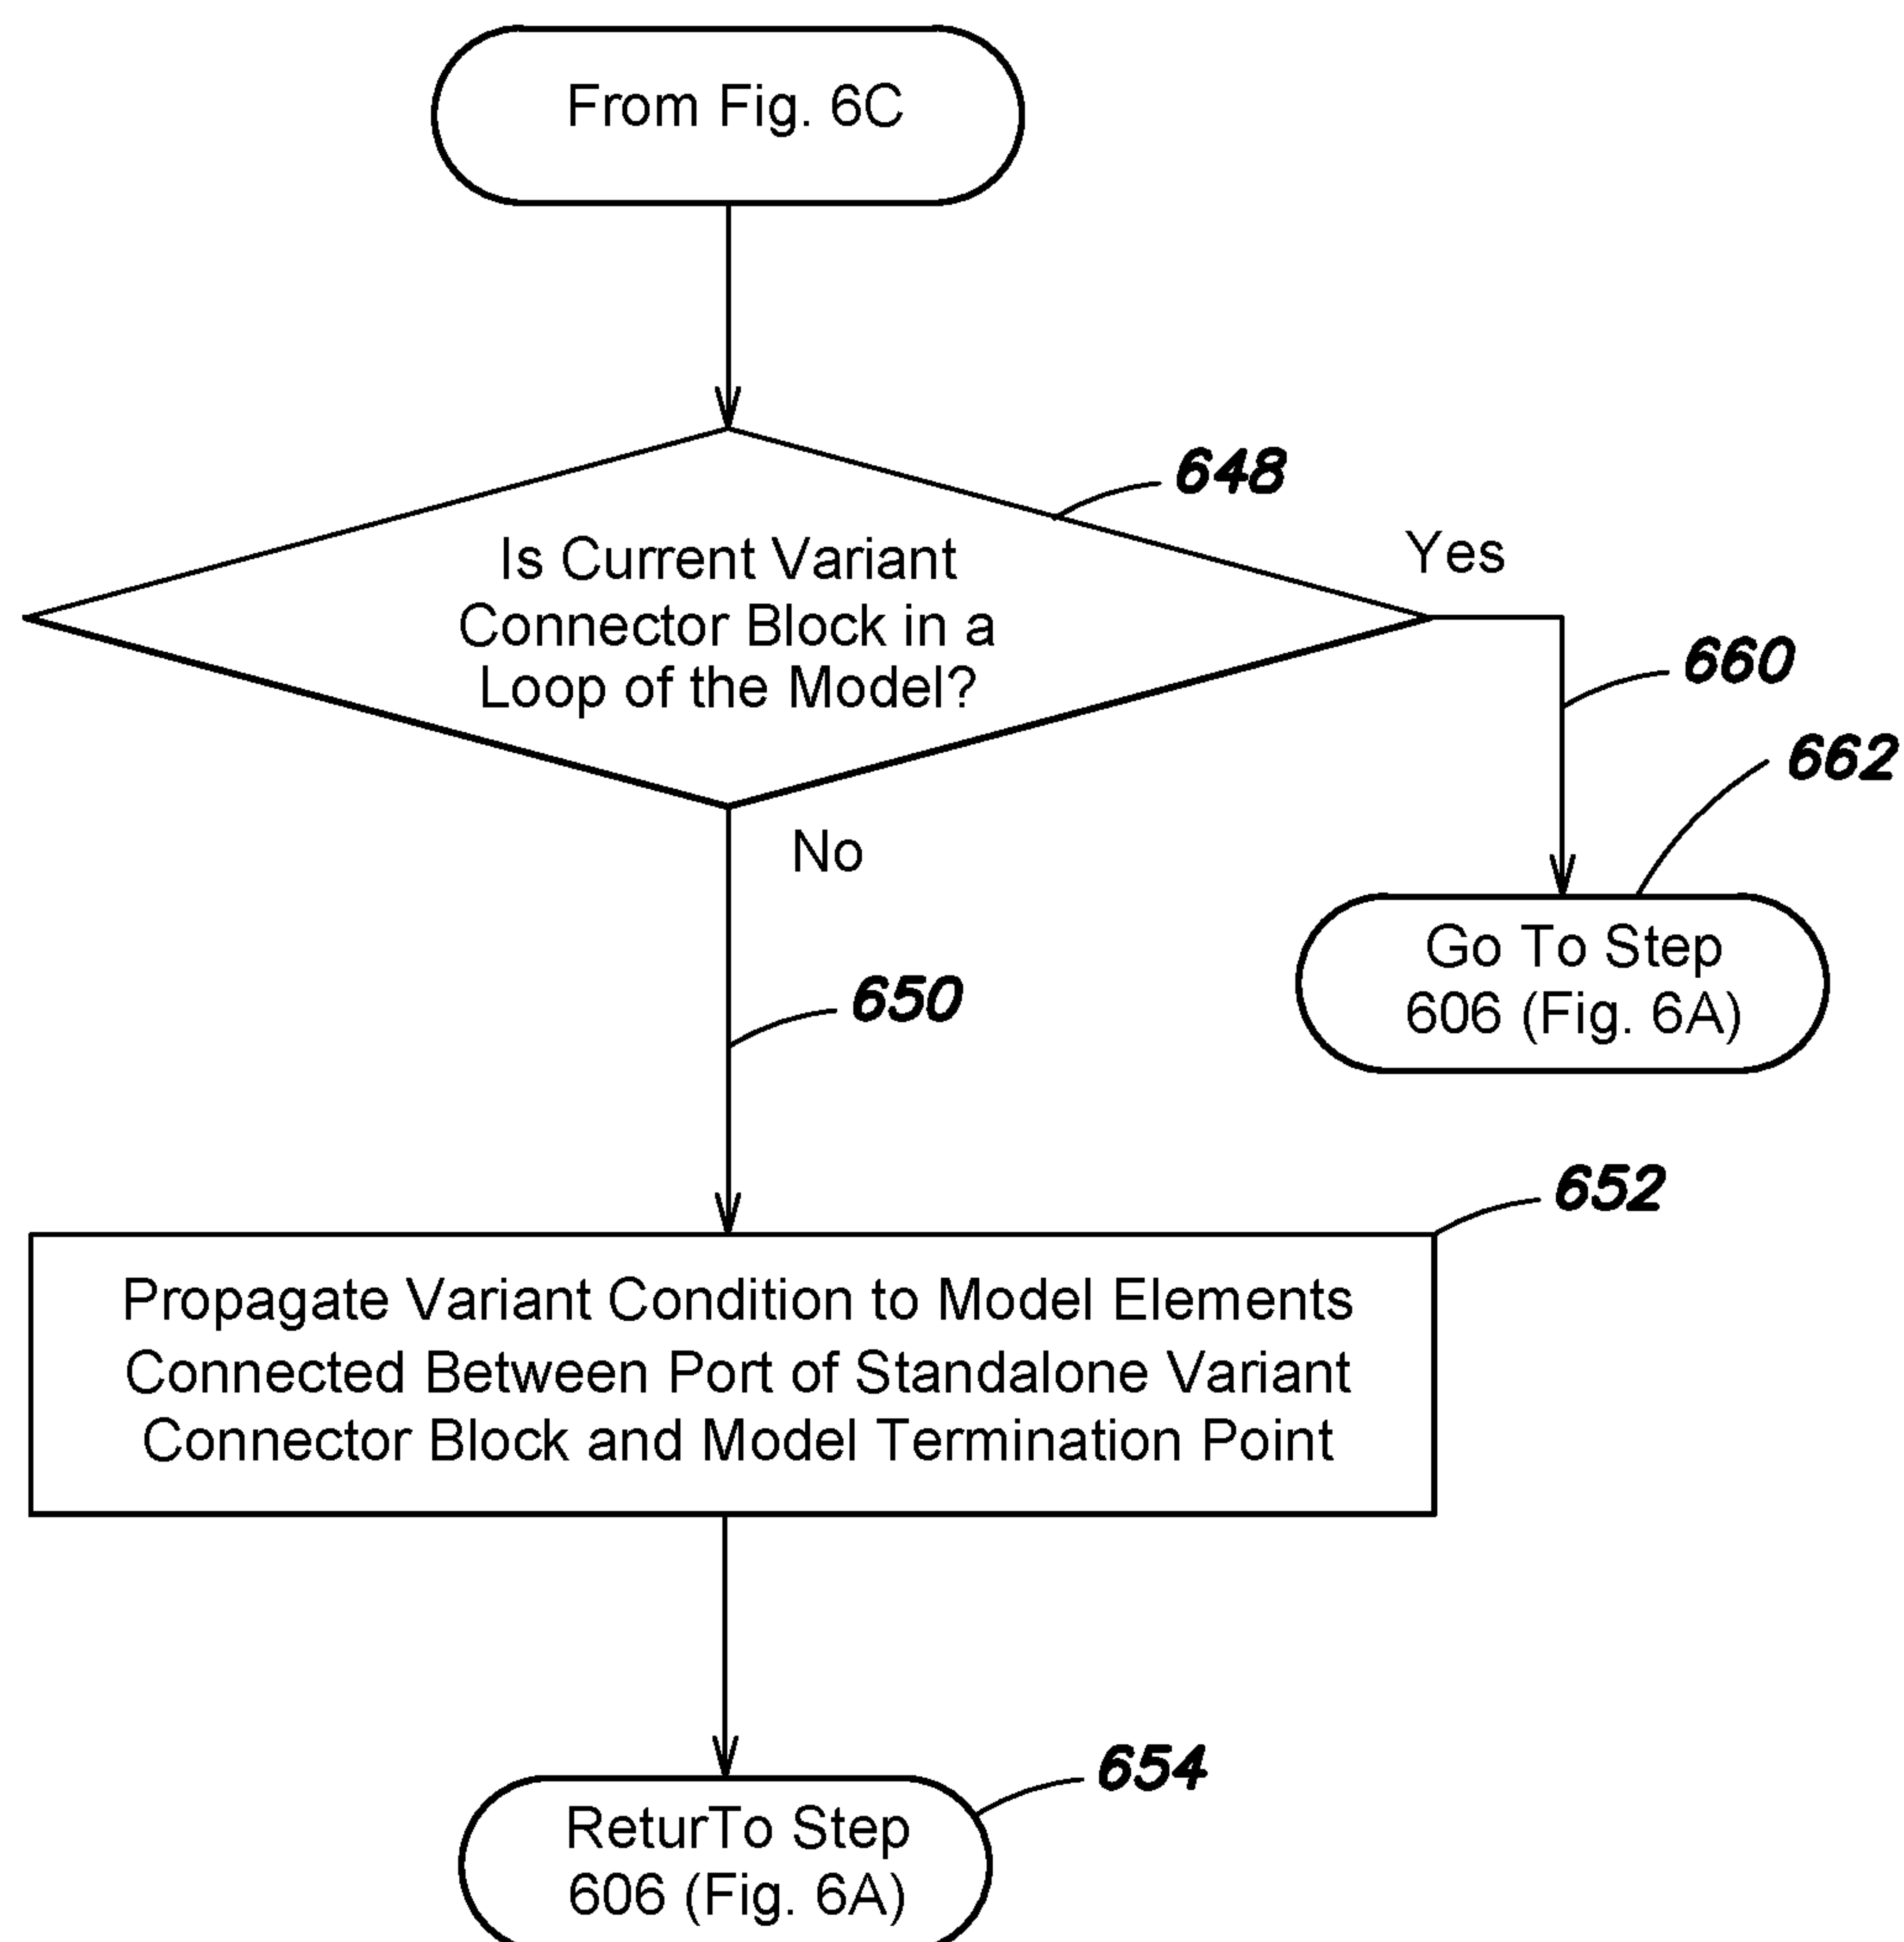 From Fig. 6C
648
Is Current Variant
Connector Block in a
Loop of the Model?
Yes
660
662
No
Go To Step
606 (Fig. 6A)
650
652
Propagate Variant Condition to Model Elements
Connected Between Port of Standalone Variant
Connector Block and Model Termination Point
654
ReturTo Step
606 (Fig. 6A)